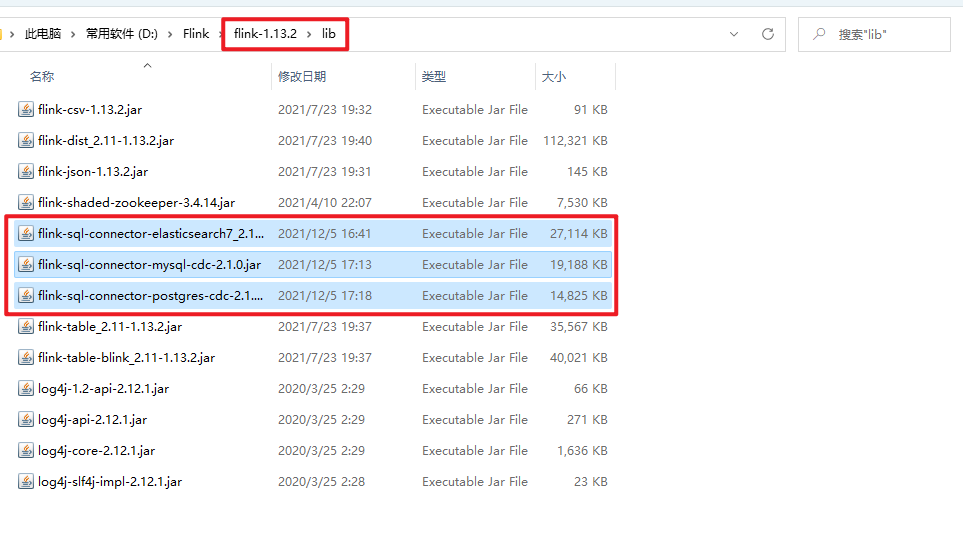 此电脑 > 常用软件 (D:) > Flink > flink-1.13.2 > lib 搜索"lib"
名称 修改日期 类型 大小
flink-csv-1.13.2.jar 2021/7/23 19:32 Executable Jar File 91 KB
flink-dist_2.11-1.13.2.jar 2021/7/23 19:40 Executable Jar File 112,321 KB
flink-json-1.13.2.jar 2021/7/23 19:31 Executable Jar File 145 KB
flink-shaded-zookeeper-3.4.14.jar 2021/4/10 22:07 Executable Jar File 7,530 KB
flink-sql-connector-elasticsearch7_2.1... 2021/12/5 16:41 Executable Jar File 27,114 KB
flink-sql-connector-mysql-cdc-2.1.0.jar 2021/12/5 17:13 Executable Jar File 19,188 KB
flink-sql-connector-postgres-cdc-2.1.... 2021/12/5 17:18 Executable Jar File 14,825 KB
flink-table_2.11-1.13.2.jar 2021/7/23 19:37 Executable Jar File 35,567 KB
flink-table-blink_2.11-1.13.2.jar 2021/7/23 19:37 Executable Jar File 40,021 KB
log4j-1.2-api-2.12.1.jar 2020/3/25 2:29 Executable Jar File 66 KB
log4j-api-2.12.1.jar 2020/3/25 2:29 Executable Jar File 271 KB
log4j-core-2.12.1.jar 2020/3/25 2:29 Executable Jar File 1,636 KB
log4j-slf4j-impl-2.12.1.jar 2020/3/25 2:28 Executable Jar File 23 KB